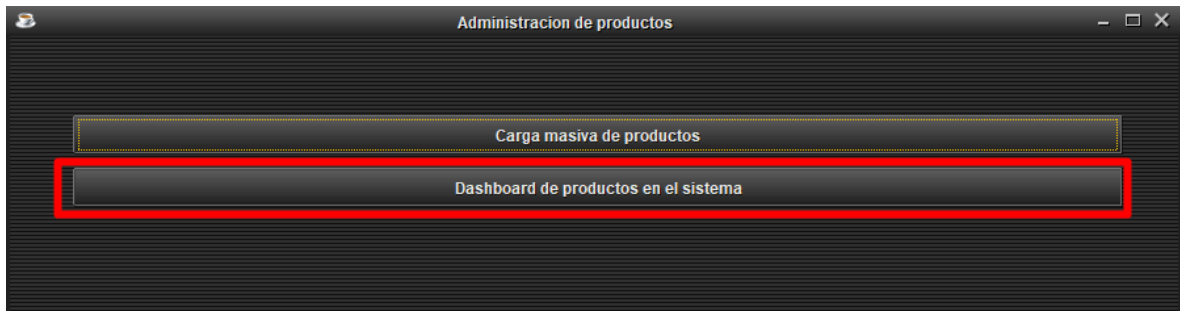 Administracion de productos
Carga masiva de productos
Dashboard de productos en el sistema